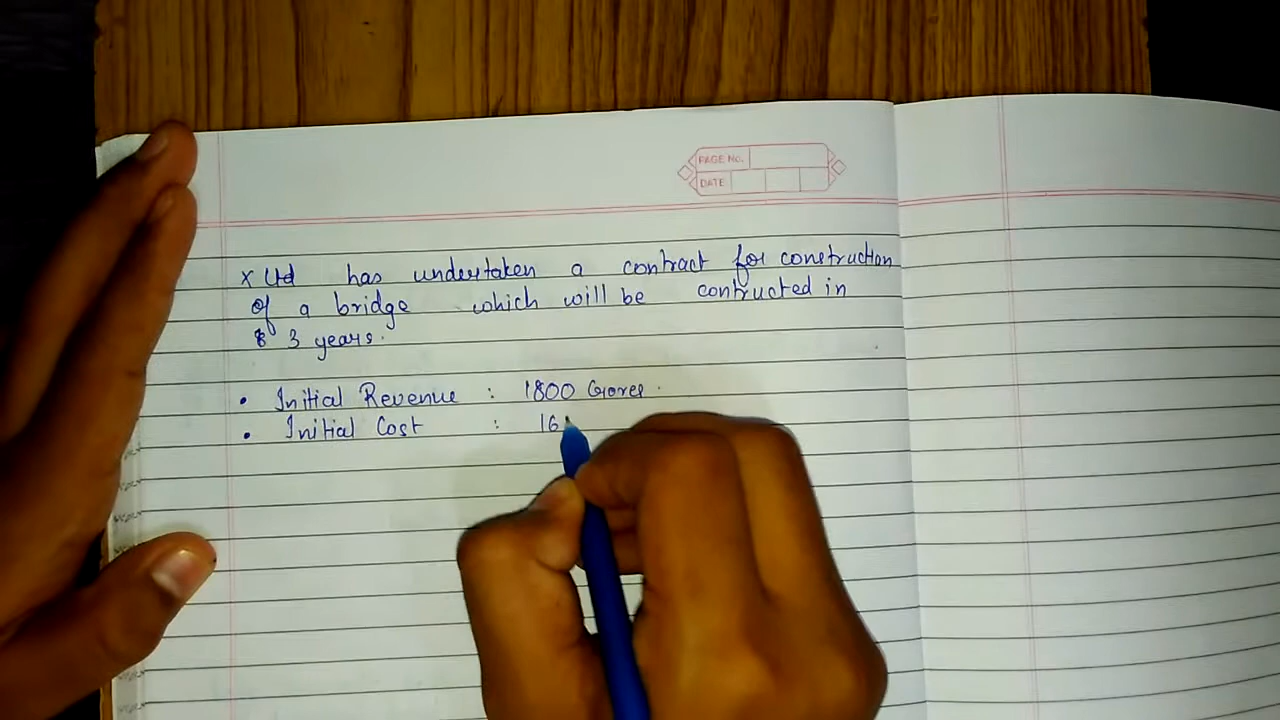 PAGE NO.
DATE
X Ltd has undertaken a contract for construction
of a bridge which will be contructed in
3 years.
• Initial Revenue : 1800 Crores.
• Initial Cost : 16